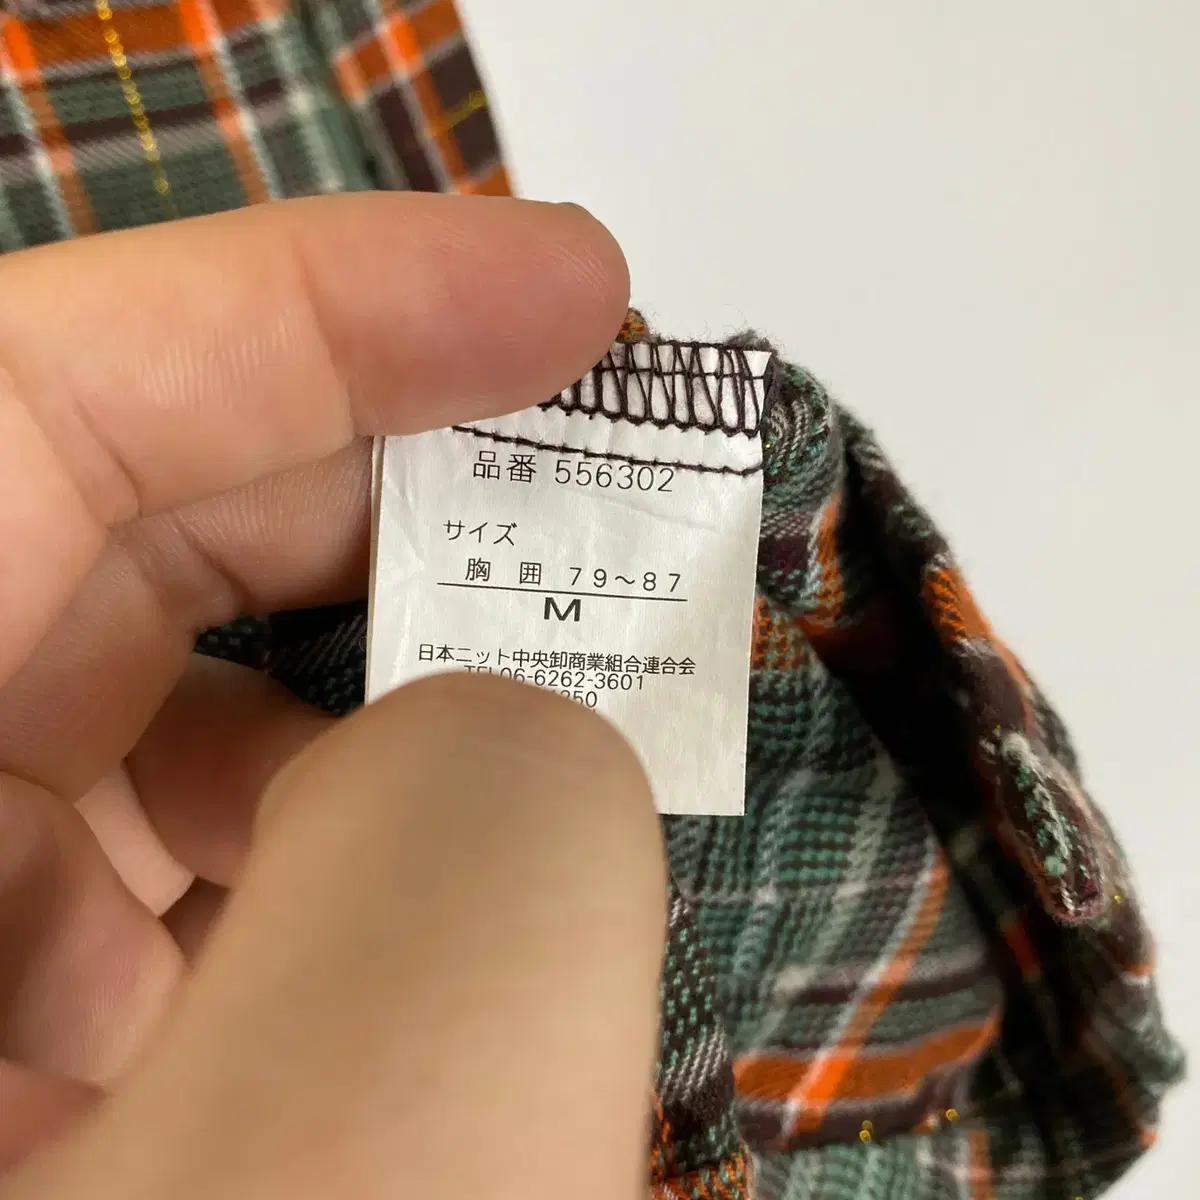 品番 556302
サイズ
胸 囲 79～87
M
日本ニット中央卸商業組合連合会
TEL06-6262-3601
350